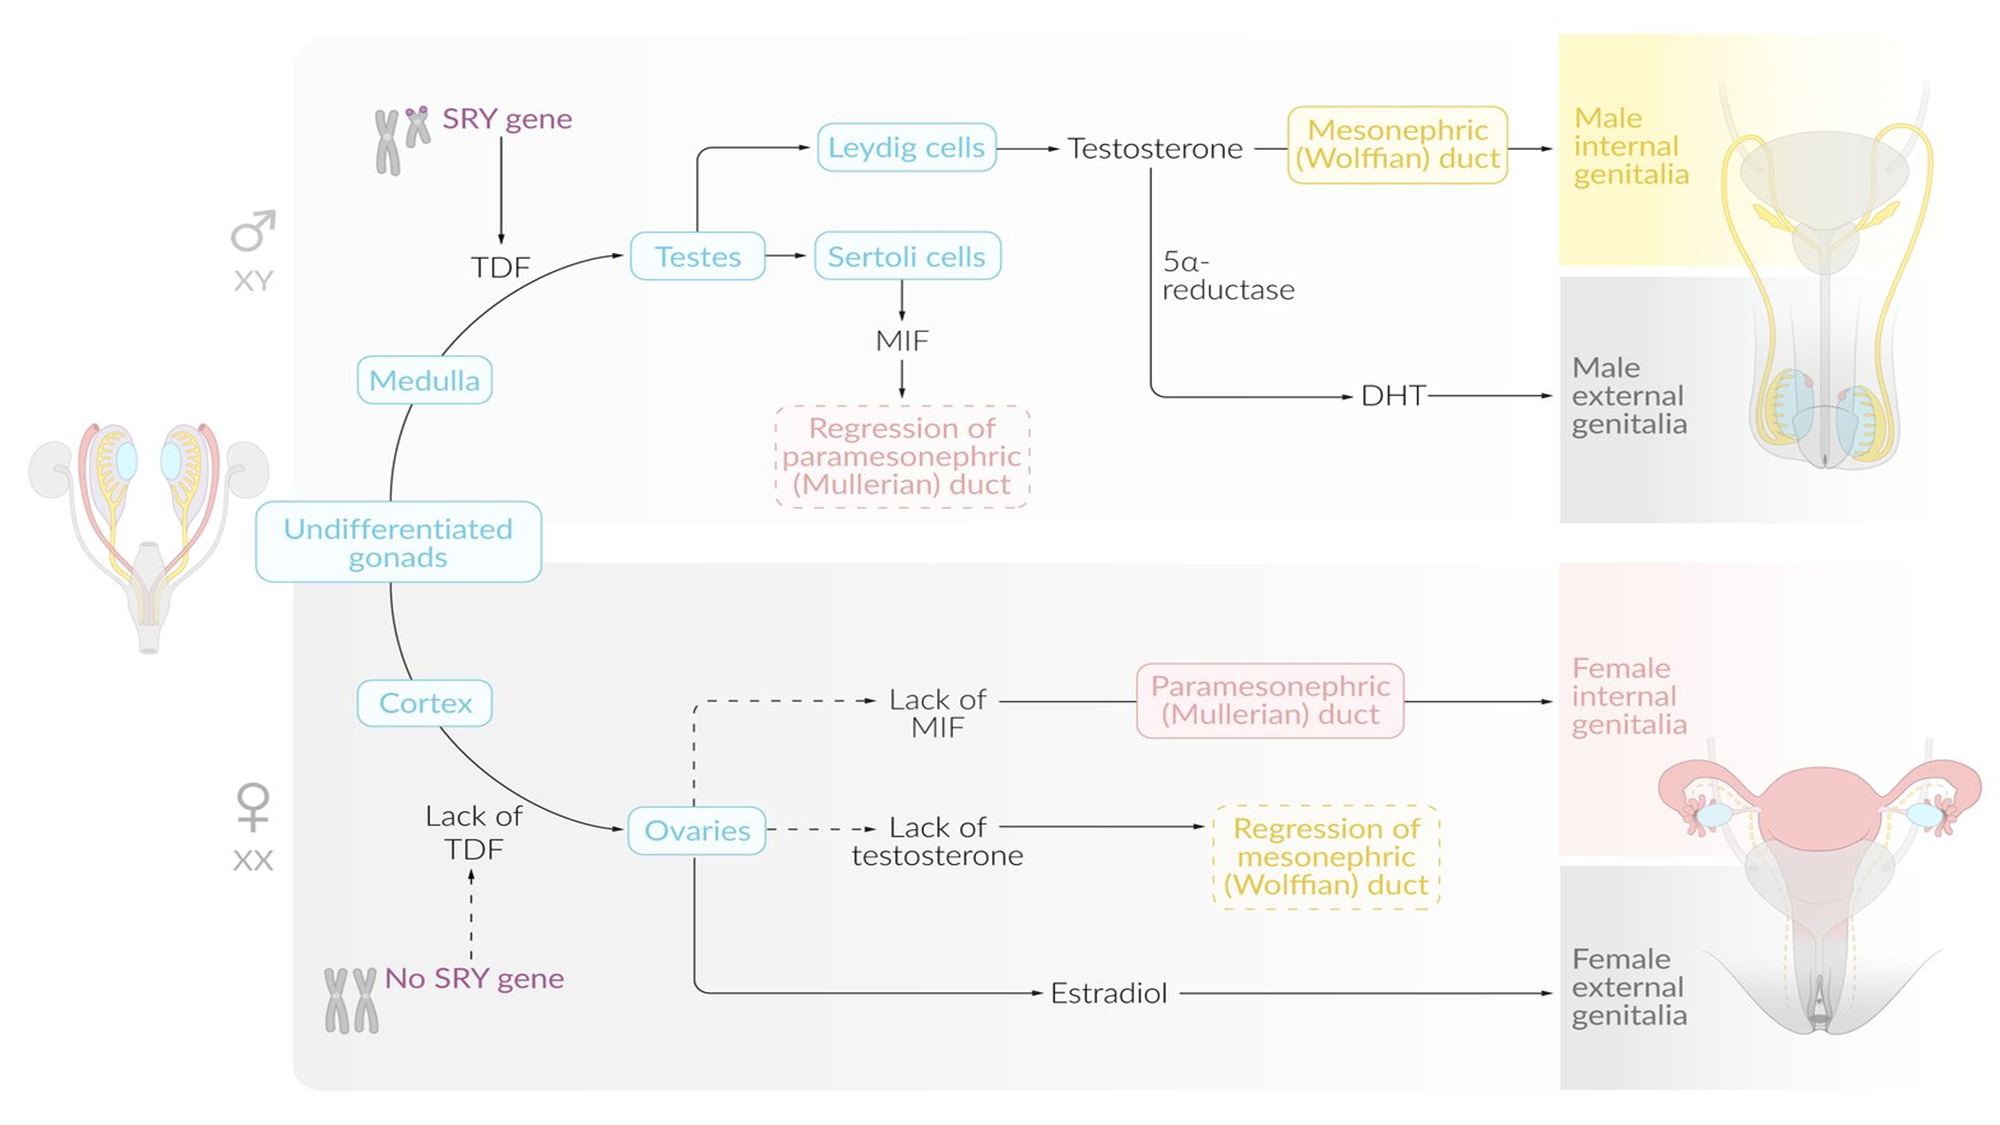 SRY gene
TDF
XY
Medulla
Testes
Leydig cells
Sertoli cells
MIF
Regression of
paramesonephric
(Mullerian) duct
Testosterone
5α-
reductase
Mesonephric
(Wolffian) duct
DHT
Male
internal
genitalia
Male
external
genitalia
Undifferentiated
gonads
Cortex
XX
Lack of
TDF
No SRY gene
Ovaries
Lack of
MIF
Paramesonephric
(Mullerian) duct
Lack of
testosterone
Regression of
mesonephric
(Wolffian) duct
Estradiol
Female
internal
genitalia
Female
external
genitalia